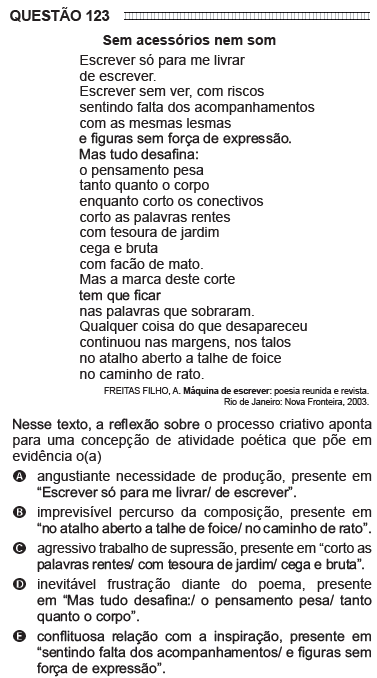 QUESTÃO 123
Sem acessórios nem som
Escrever só para me livrar
de escrever.
Escrever sem ver, com riscos
sentindo falta dos acompanhamentos
com as mesmas lesmas
e figuras sem força de expressão.
Mas tudo desafina:
o pensamento pesa
tanto quanto o corpo
enquanto corto os conectivos
corto as palavras rentes
com tesoura de jardim
cega e bruta
com facão de mato.
Mas a marca deste corte
tem que ficar
nas palavras que sobraram.
Qualquer coisa do que desapareceu
continuou nas margens, nos talos
no atalho aberto a talhe de foice
no caminho de rato.
FREITAS FILHO, A. Máquina de escrever: poesia reunida e revista.
Rio de Janeiro: Nova Fronteira, 2003.
Nesse texto, a reflexão sobre o processo criativo aponta
para uma concepção de atividade poética que põe em
evidência o(a)
A angustiante necessidade de produção, presente em
“Escrever só para me livrar/ de escrever”.
B imprevisível percurso da composição, presente em
“no atalho aberto a talhe de foice/ no caminho de rato”.
C agressivo trabalho de supressão, presente em “corto as
palavras rentes/ com tesoura de jardim/ cega e bruta”.
D inevitável frustração diante do poema, presente
em “Mas tudo desafina:/ o pensamento pesa/ tanto
quanto o corpo”.
E conflituosa relação com a inspiração, presente em
“sentindo falta dos acompanhamentos/ e figuras sem
força de expressão”.